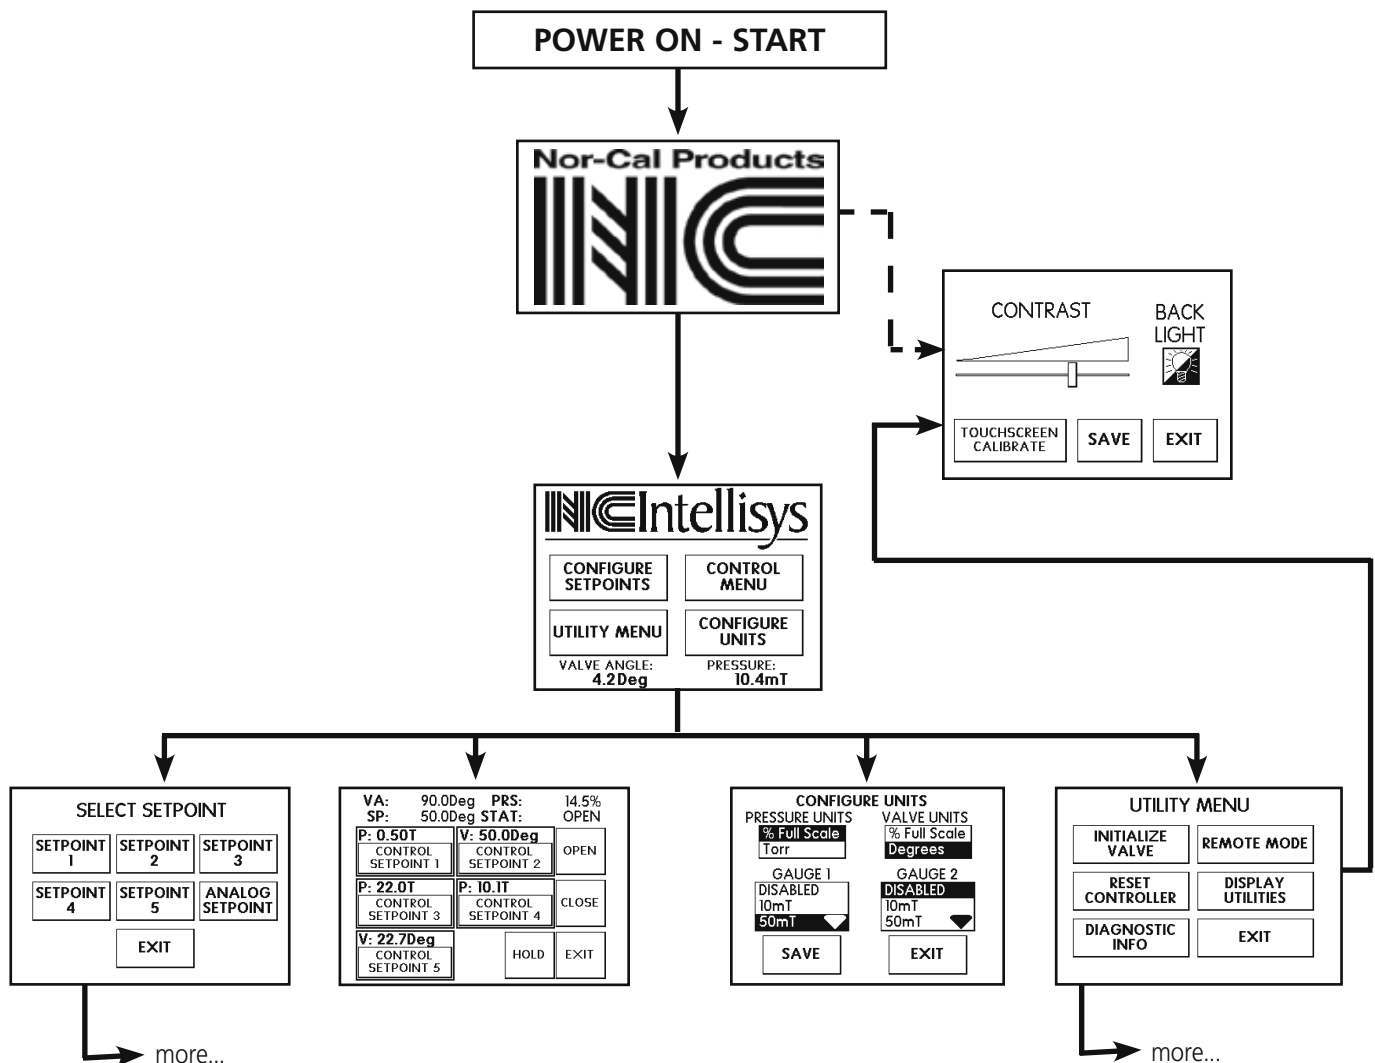 POWER ON - START
Nor-Cal Products
NC
CONTRAST
BACK
LIGHT
TOUCHSCREEN
CALIBRATE
SAVE
EXIT
NC Intellisys
CONFIGURE
SETPOINTS
CONTROL
MENU
UTILITY MENU
CONFIGURE
UNITS
VALVE ANGLE:
4.2Deg
PRESSURE:
10.4mT
SELECT SETPOINT
SETPOINT
1
SETPOINT
2
SETPOINT
3
SETPOINT
4
SETPOINT
5
ANALOG
SETPOINT
EXIT
more...
VA: 90.0Deg PRS: 14.5%
SP: 50.0Deg STAT: OPEN
P: 0.50T
CONTROL
SETPOINT 1
V: 50.0Deg
CONTROL
SETPOINT 2
OPEN
P: 22.0T
CONTROL
SETPOINT 3
P: 10.1T
CONTROL
SETPOINT 4
CLOSE
V: 22.7Deg
CONTROL
SETPOINT 5
HOLD
EXIT
CONFIGURE UNITS
PRESSURE UNITS
% Full Scale
Torr
VALVE UNITS
% Full Scale
Degrees
GAUGE 1
DISABLED
10mT
50mT
GAUGE 2
DISABLED
10mT
50mT
SAVE
EXIT
UTILITY MENU
INITIALIZE
VALVE
REMOTE MODE
RESET
CONTROLLER
DISPLAY
UTILITIES
DIAGNOSTIC
INFO
EXIT
more...